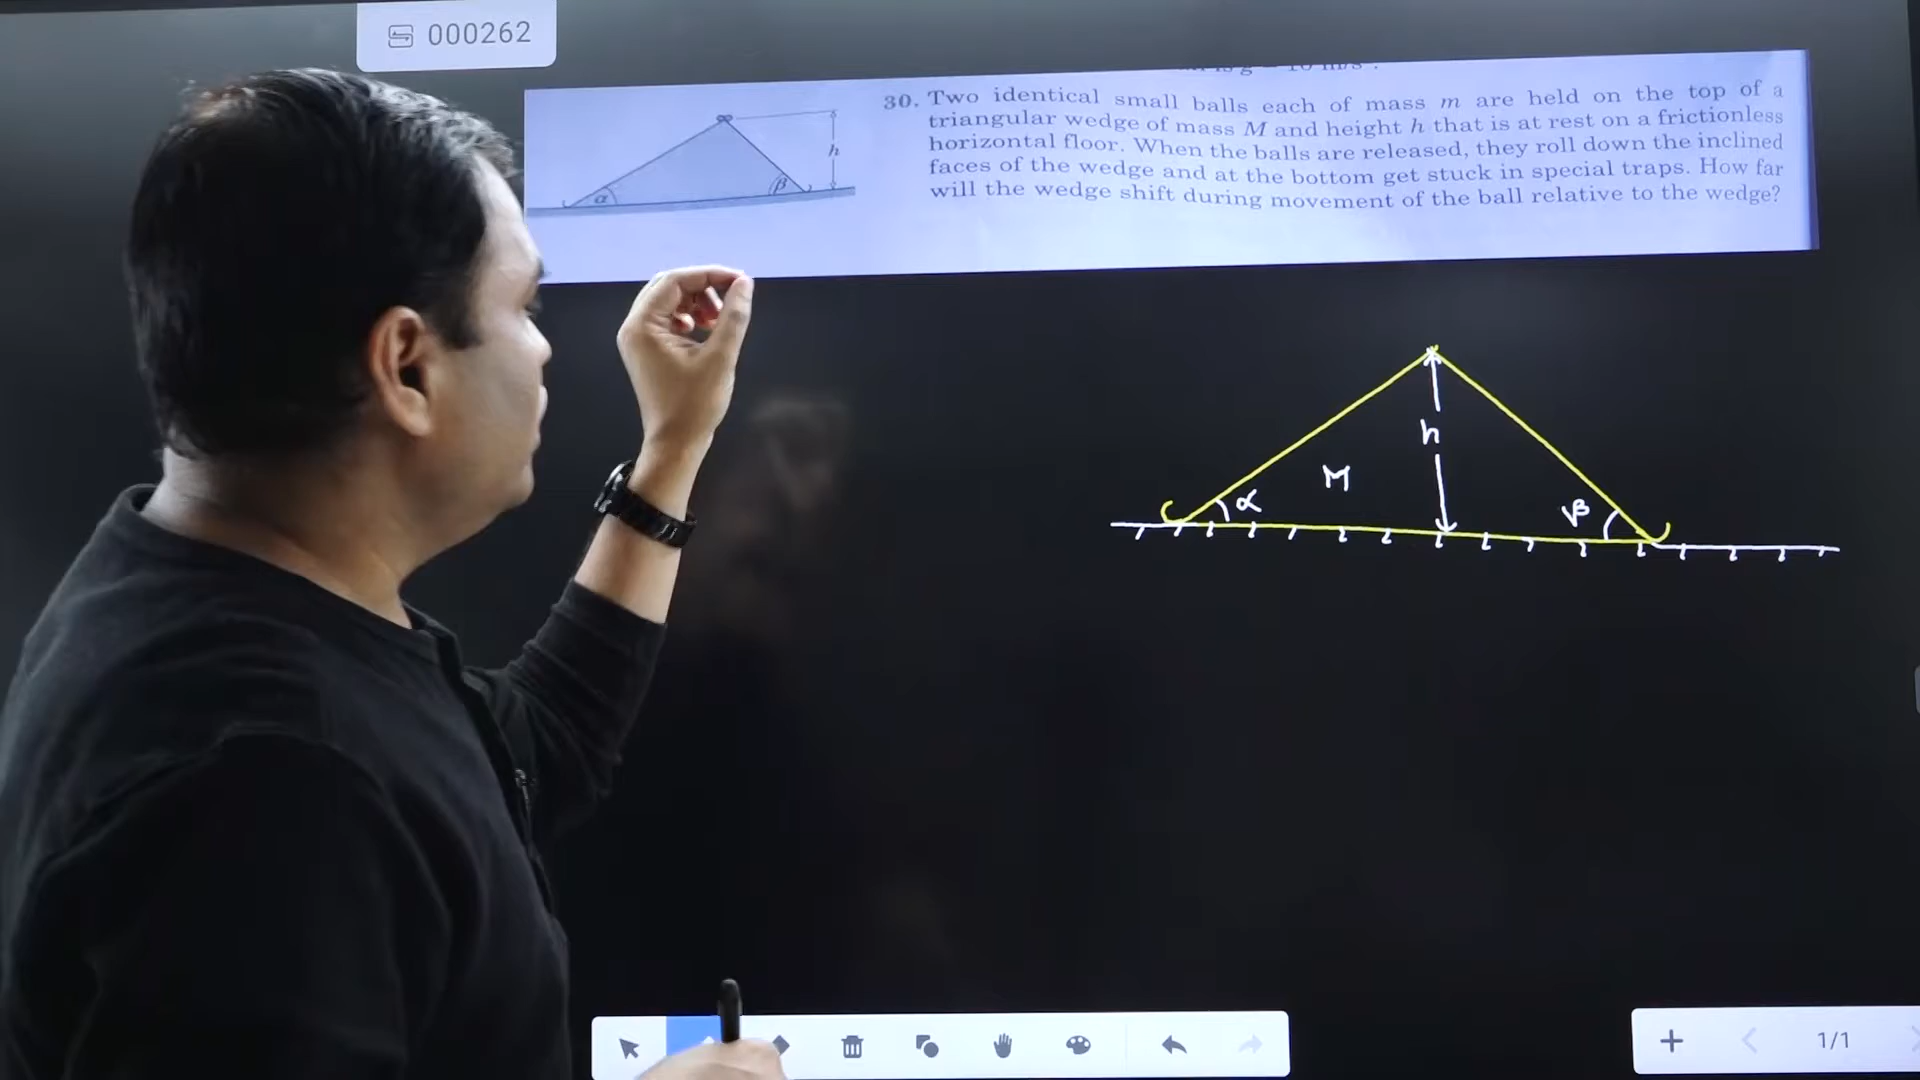 000262
30. Two identical small balls each of mass m are held on the top of a
triangular wedge of mass M and height h that is at rest on a frictionless
horizontal floor. When the balls are released, they roll down the inclined
faces of the wedge and at the bottom get stuck in special traps. How far
will the wedge shift during movement of the ball relative to the wedge?
h
α
β
h
M
α
β
1/1